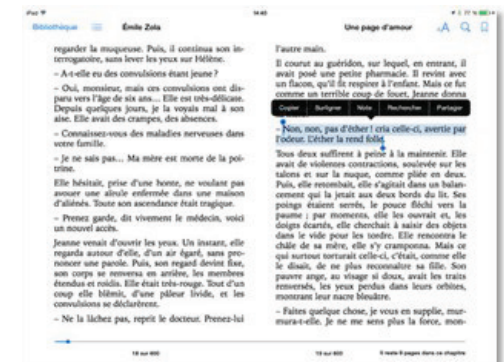 iPad
14:40
Bibliothèque
Émile Zola
Une page d'amour
AA
regarder la muqueuse. Puis, il continua son in-
terrogatoire, sans lever les yeux sur Hélène.
– A-t-elle eu des convulsions étant jeune ?
– Oui, monsieur, mais ces convulsions ont dis-
paru vers l'âge de six ans... Elle est très-délicate.
Depuis quelques jours, je la voyais mal à son
aise. Elle avait des crampes, des absences.
– Connaissez-vous des maladies nerveuses dans
votre famille.
– Je ne sais pas... Ma mère est morte de la poi-
trine.
Elle hésitait, prise d'une honte, ne voulant pas
avouer une aïeule enfermée dans une maison
d'aliénés. Toute son ascendance était tragique.
– Prenez garde, dit vivement le médecin, voici
un nouvel accès.
Jeanne venait d'ouvrir les yeux. Un instant, elle
regarda autour d'elle, d'un air égaré, sans pro-
noncer une parole. Puis, son regard devint fixe,
son corps se renversa en arrière, les membres
étendus et roidis. Elle était très-rouge. Tout d'un
coup elle blêmit, d'une pâleur livide, et les
convulsions se déclarèrent.
– Ne la lâchez pas, reprit le docteur. Prenez-lui
l'autre main.
Il courut au guéridon, sur lequel, en entrant, il
avait posé une petite pharmacie. Il revint avec
un flacon, qu'il fit respirer à l'enfant. Mais ce fut
comme un terrible coup de fouet, Jeanne donna
Copier Surligner Note Rechercher Partager
– Non, non, pas d'éther ! cria celle-ci, avertie par
l'odeur. L'éther la rend folle.
Tous deux suffirent à peine à la maintenir. Elle
avait de violentes contractions, soulevée sur les
talons et sur la nuque, comme pliée en deux.
Puis, elle retombait, elle s'agitait dans un balan-
cement qui la jetait aux deux bords du lit. Ses
poings étaient serrés, le pouce fléchi vers la
paume ; par moments, elle les ouvrait et, les
doigts écartés, elle cherchait à saisir des objets
dans le vide pour les tordre. Elle rencontra le
châle de sa mère, elle s'y cramponna. Mais ce
qui surtout torturait celle-ci, c'était, comme elle
le disait, de ne plus reconnaître sa fille. Son
pauvre ange, au visage si doux, avait les traits
renversés, les yeux perdus dans leurs orbites,
montrant leur nacre bleuâtre.
– Faites quelque chose, je vous en supplie, mur-
mura-t-elle. Je ne me sens plus la force, mon-